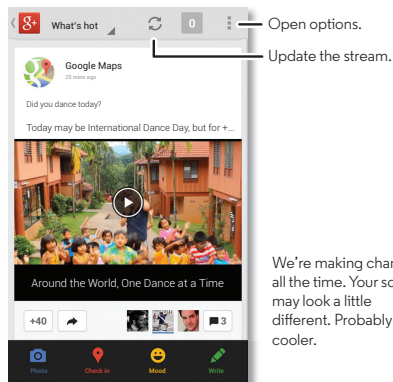 8+ What's hot 0
Open options.
Update the stream.
Google Maps
25 mins ago
Did you dance today?
Today may be International Dance Day, but for +...
Around the World, One Dance at a Time
+40 3
Photo Check in Mood Write
We're making
all the time. Your
may look a little
different. Probably
cooler.